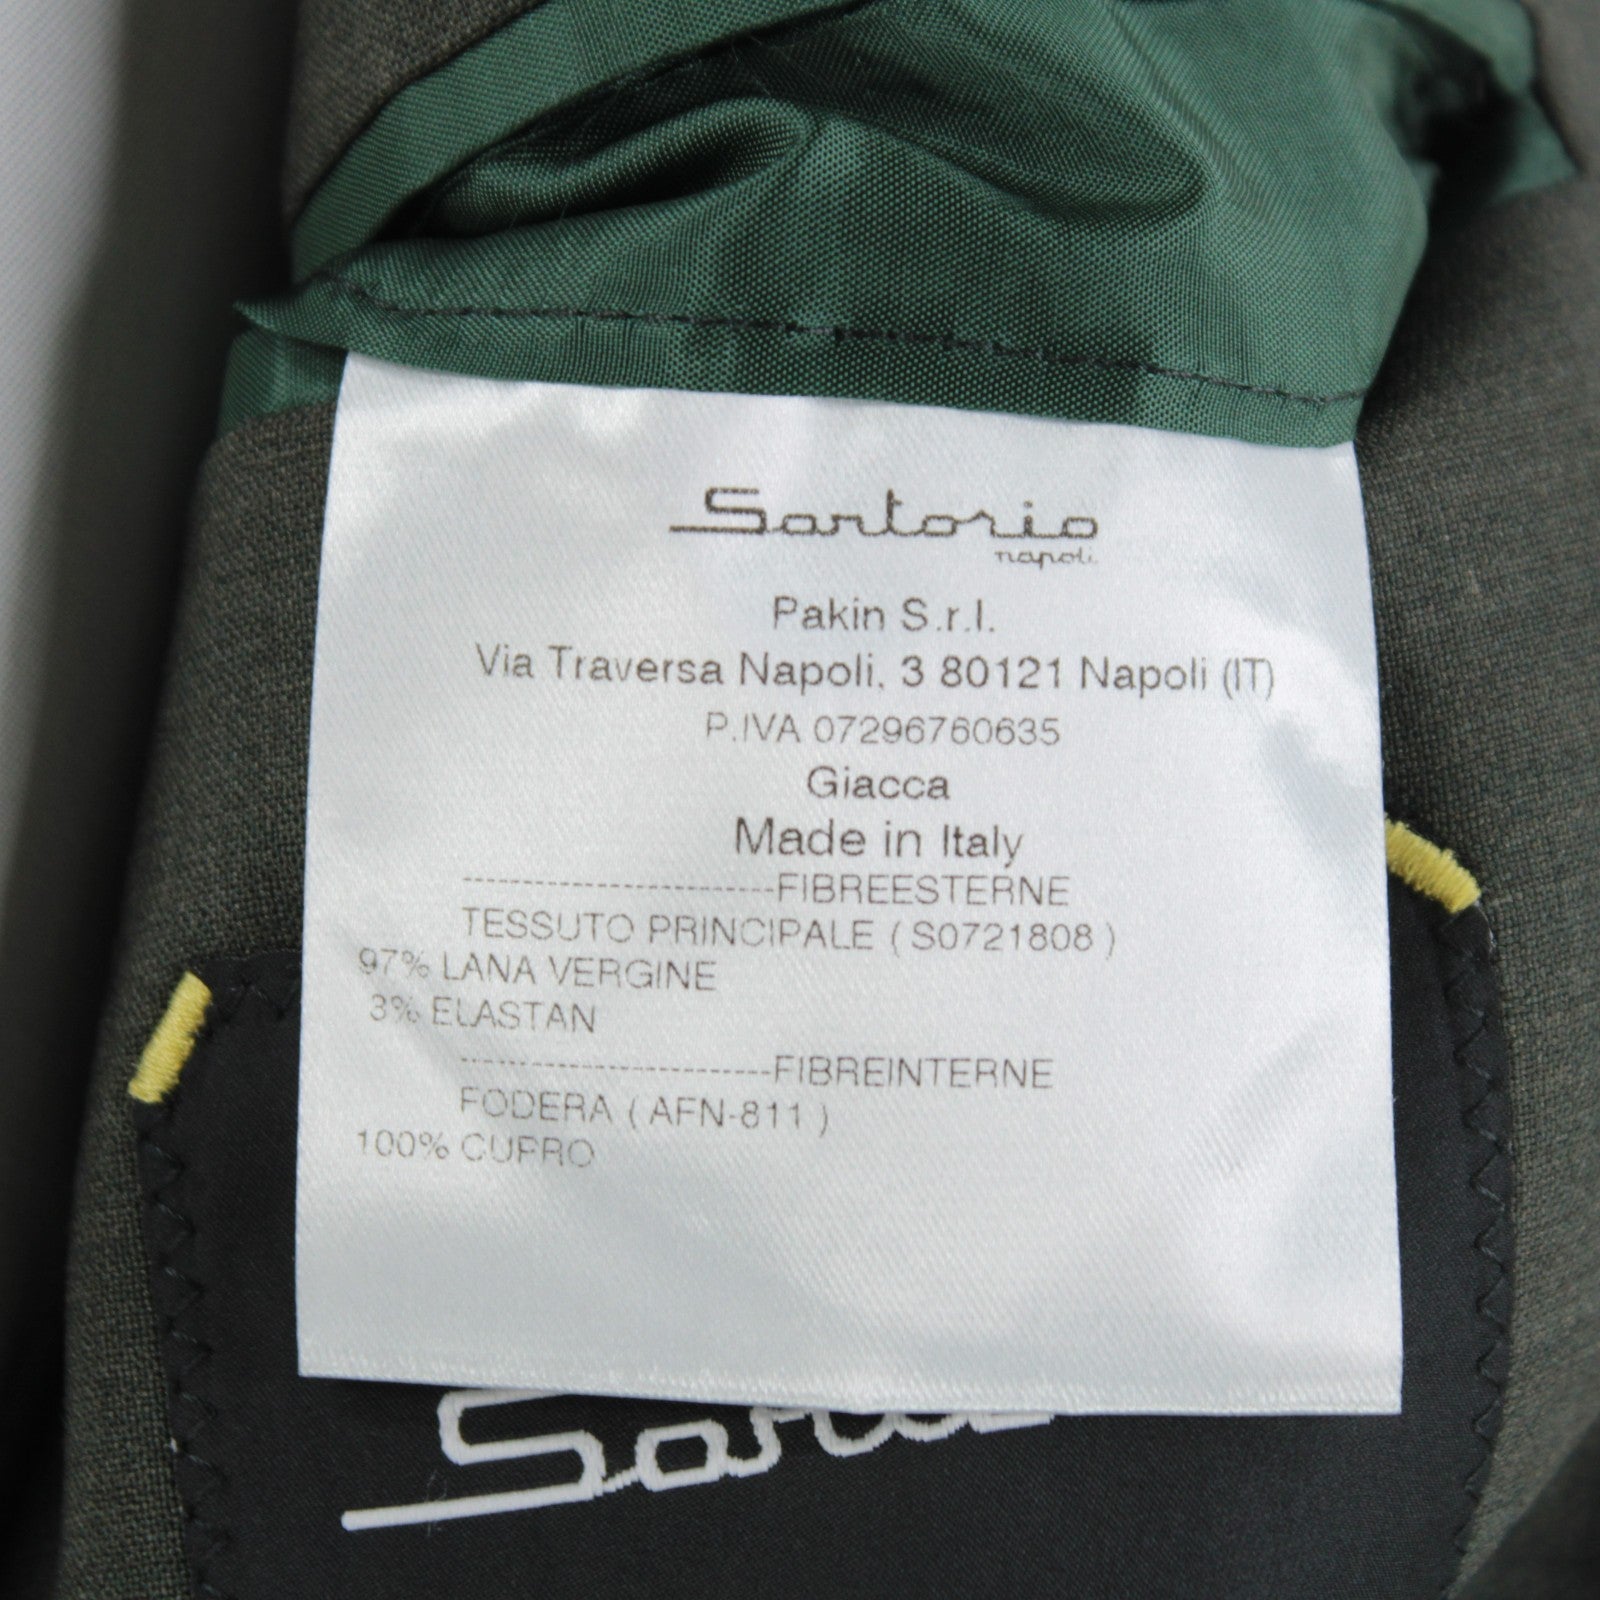 Sartorio
napoli
Pakin S.r.l.
Via Traversa Napoli, 3 80121 Napoli (IT)
P.IVA 07296760635
Giacca
Made in Italy
--------------------------FIBREESTERNE
TESSUTO PRINCIPALE ( S0721808 )
97% LANA VERGINE
3% ELASTAN
--------------------------FIBREINTERNE
FODERA ( AFN-811 )
100% CUPRO